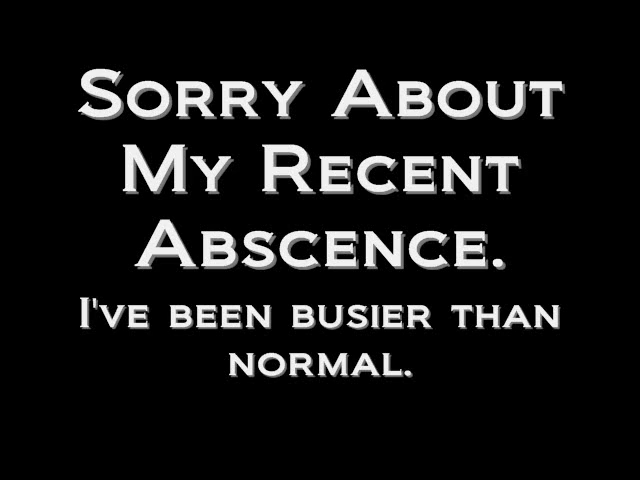 Sorry About
My Recent
Abscence.
I've been busier than
normal.